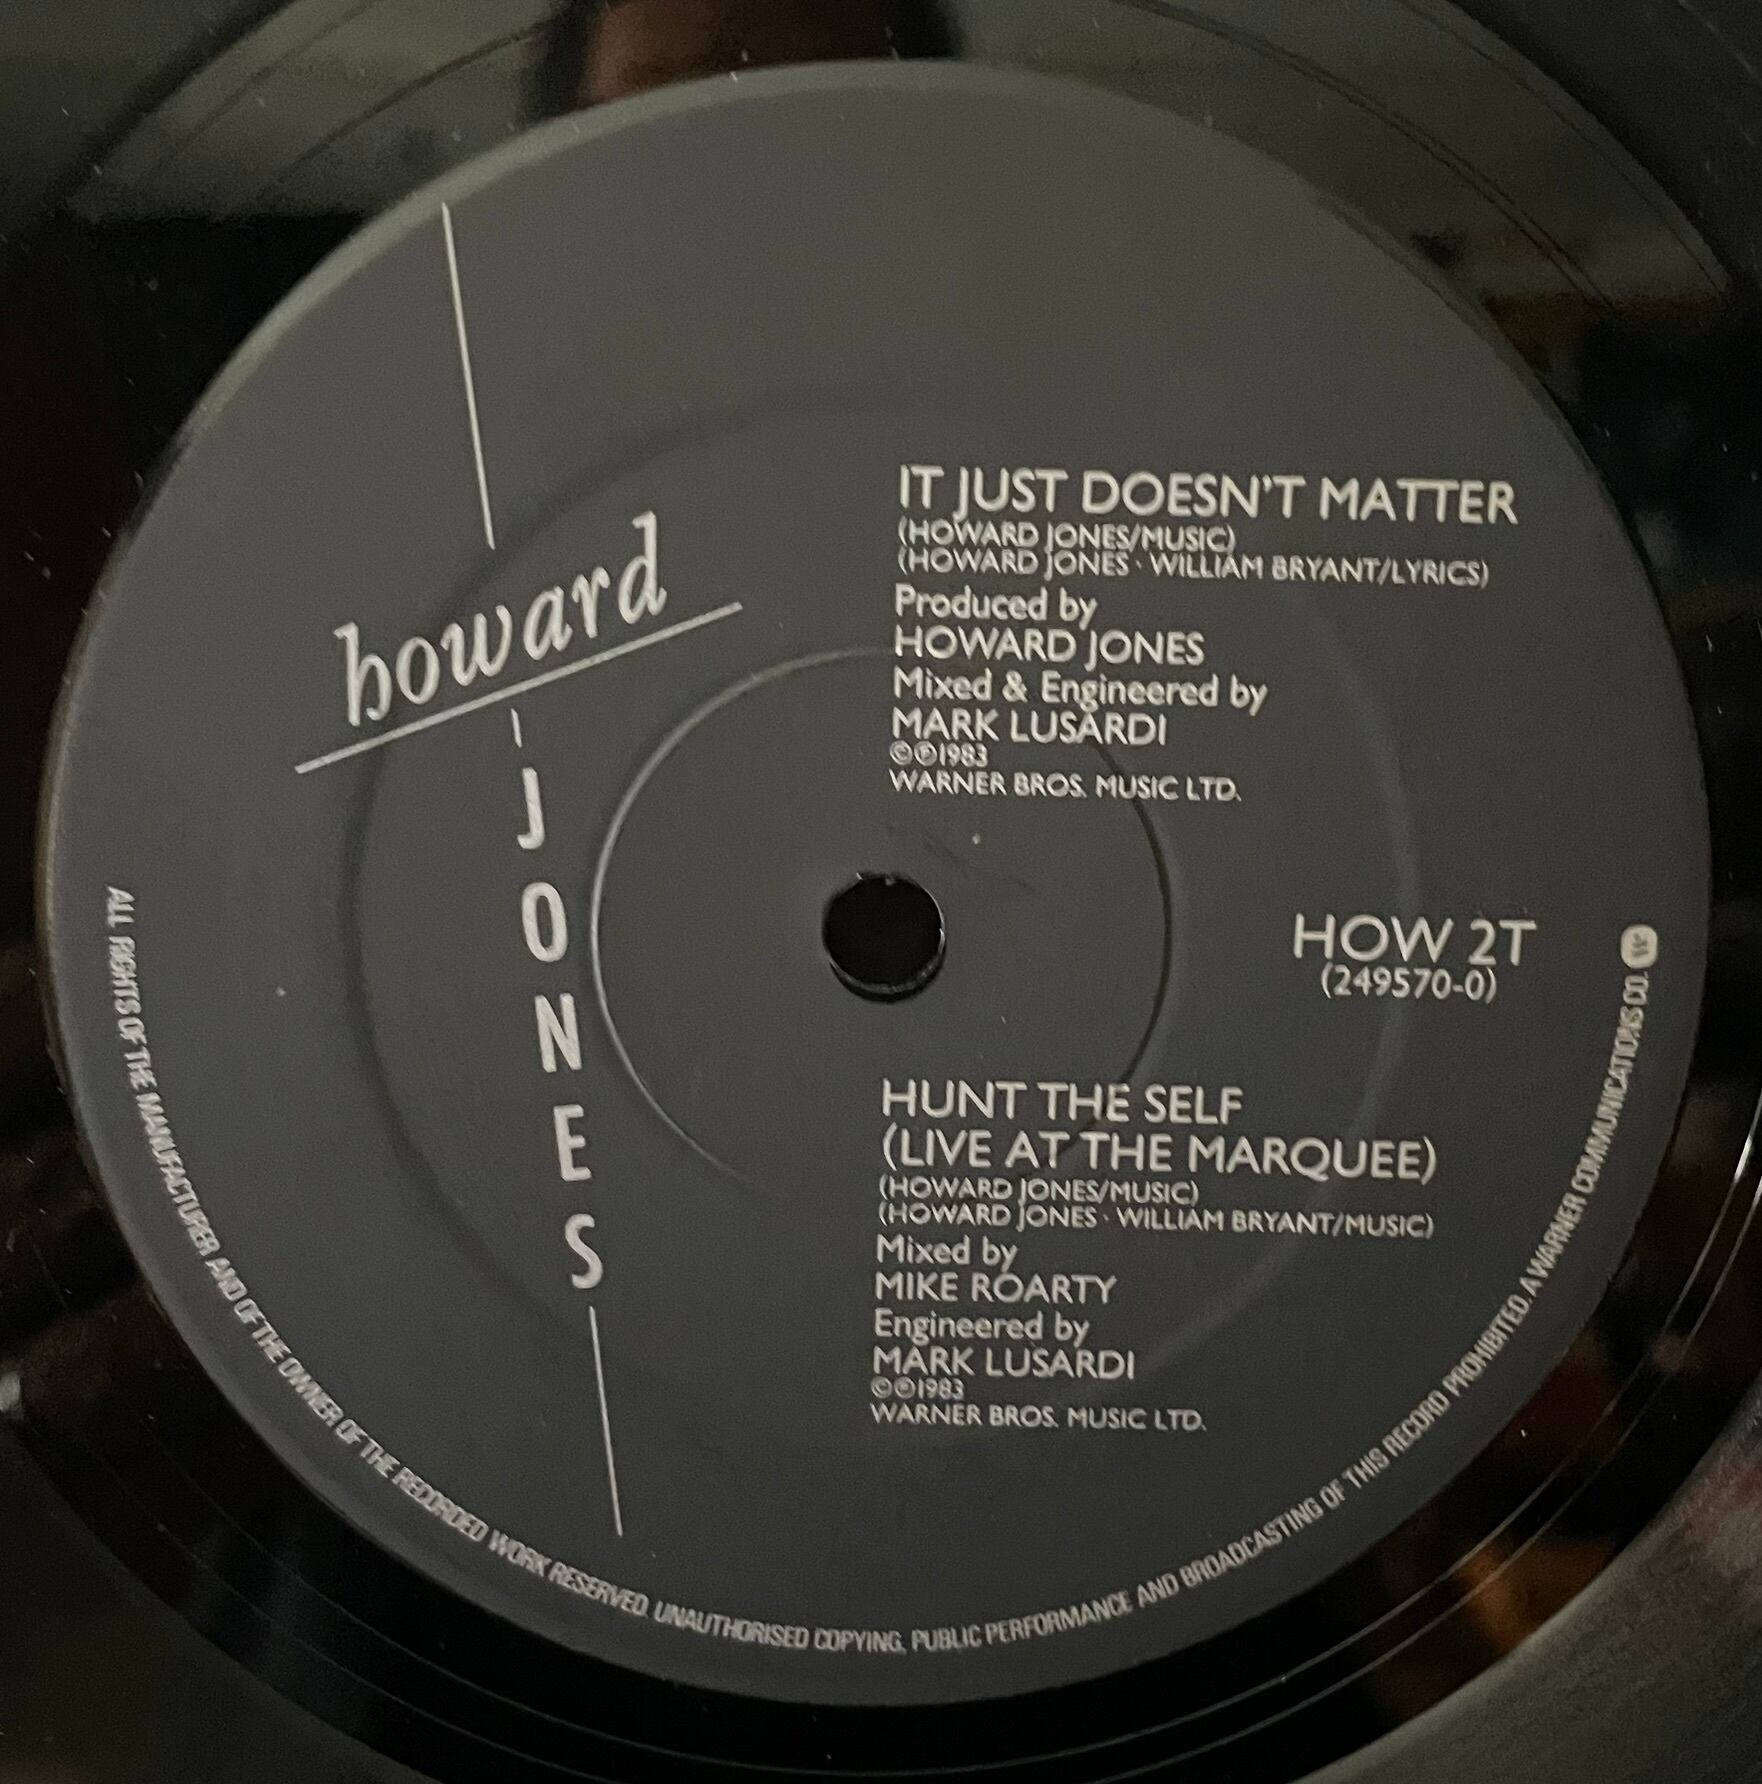 howard
JONES
IT JUST DOESN'T MATTER
(HOWARD JONES/MUSIC)
(HOWARD JONES · WILLIAM BRYANT/LYRICS)
Produced by
HOWARD JONES
Mixed & Engineered by
MARK LUSARDI
©℗1983
WARNER BROS. MUSIC LTD.
HOW 2T
(249570-0)
HUNT THE SELF
(LIVE AT THE MARQUEE)
(HOWARD JONES/MUSIC)
(HOWARD JONES · WILLIAM BRYANT/MUSIC)
Mixed by
MIKE ROARTY
Engineered by
MARK LUSARDI
©℗1983
WARNER BROS. MUSIC LTD.
ALL RIGHTS OF THE MANUFACTURER AND OF THE OWNER OF THE RECORDED WORK RESERVED. UNAUTHORISED COPYING, PUBLIC PERFORMANCE AND BROADCASTING OF THIS RECORD PROHIBITED. A WARNER COMMUNICATIONS CO.